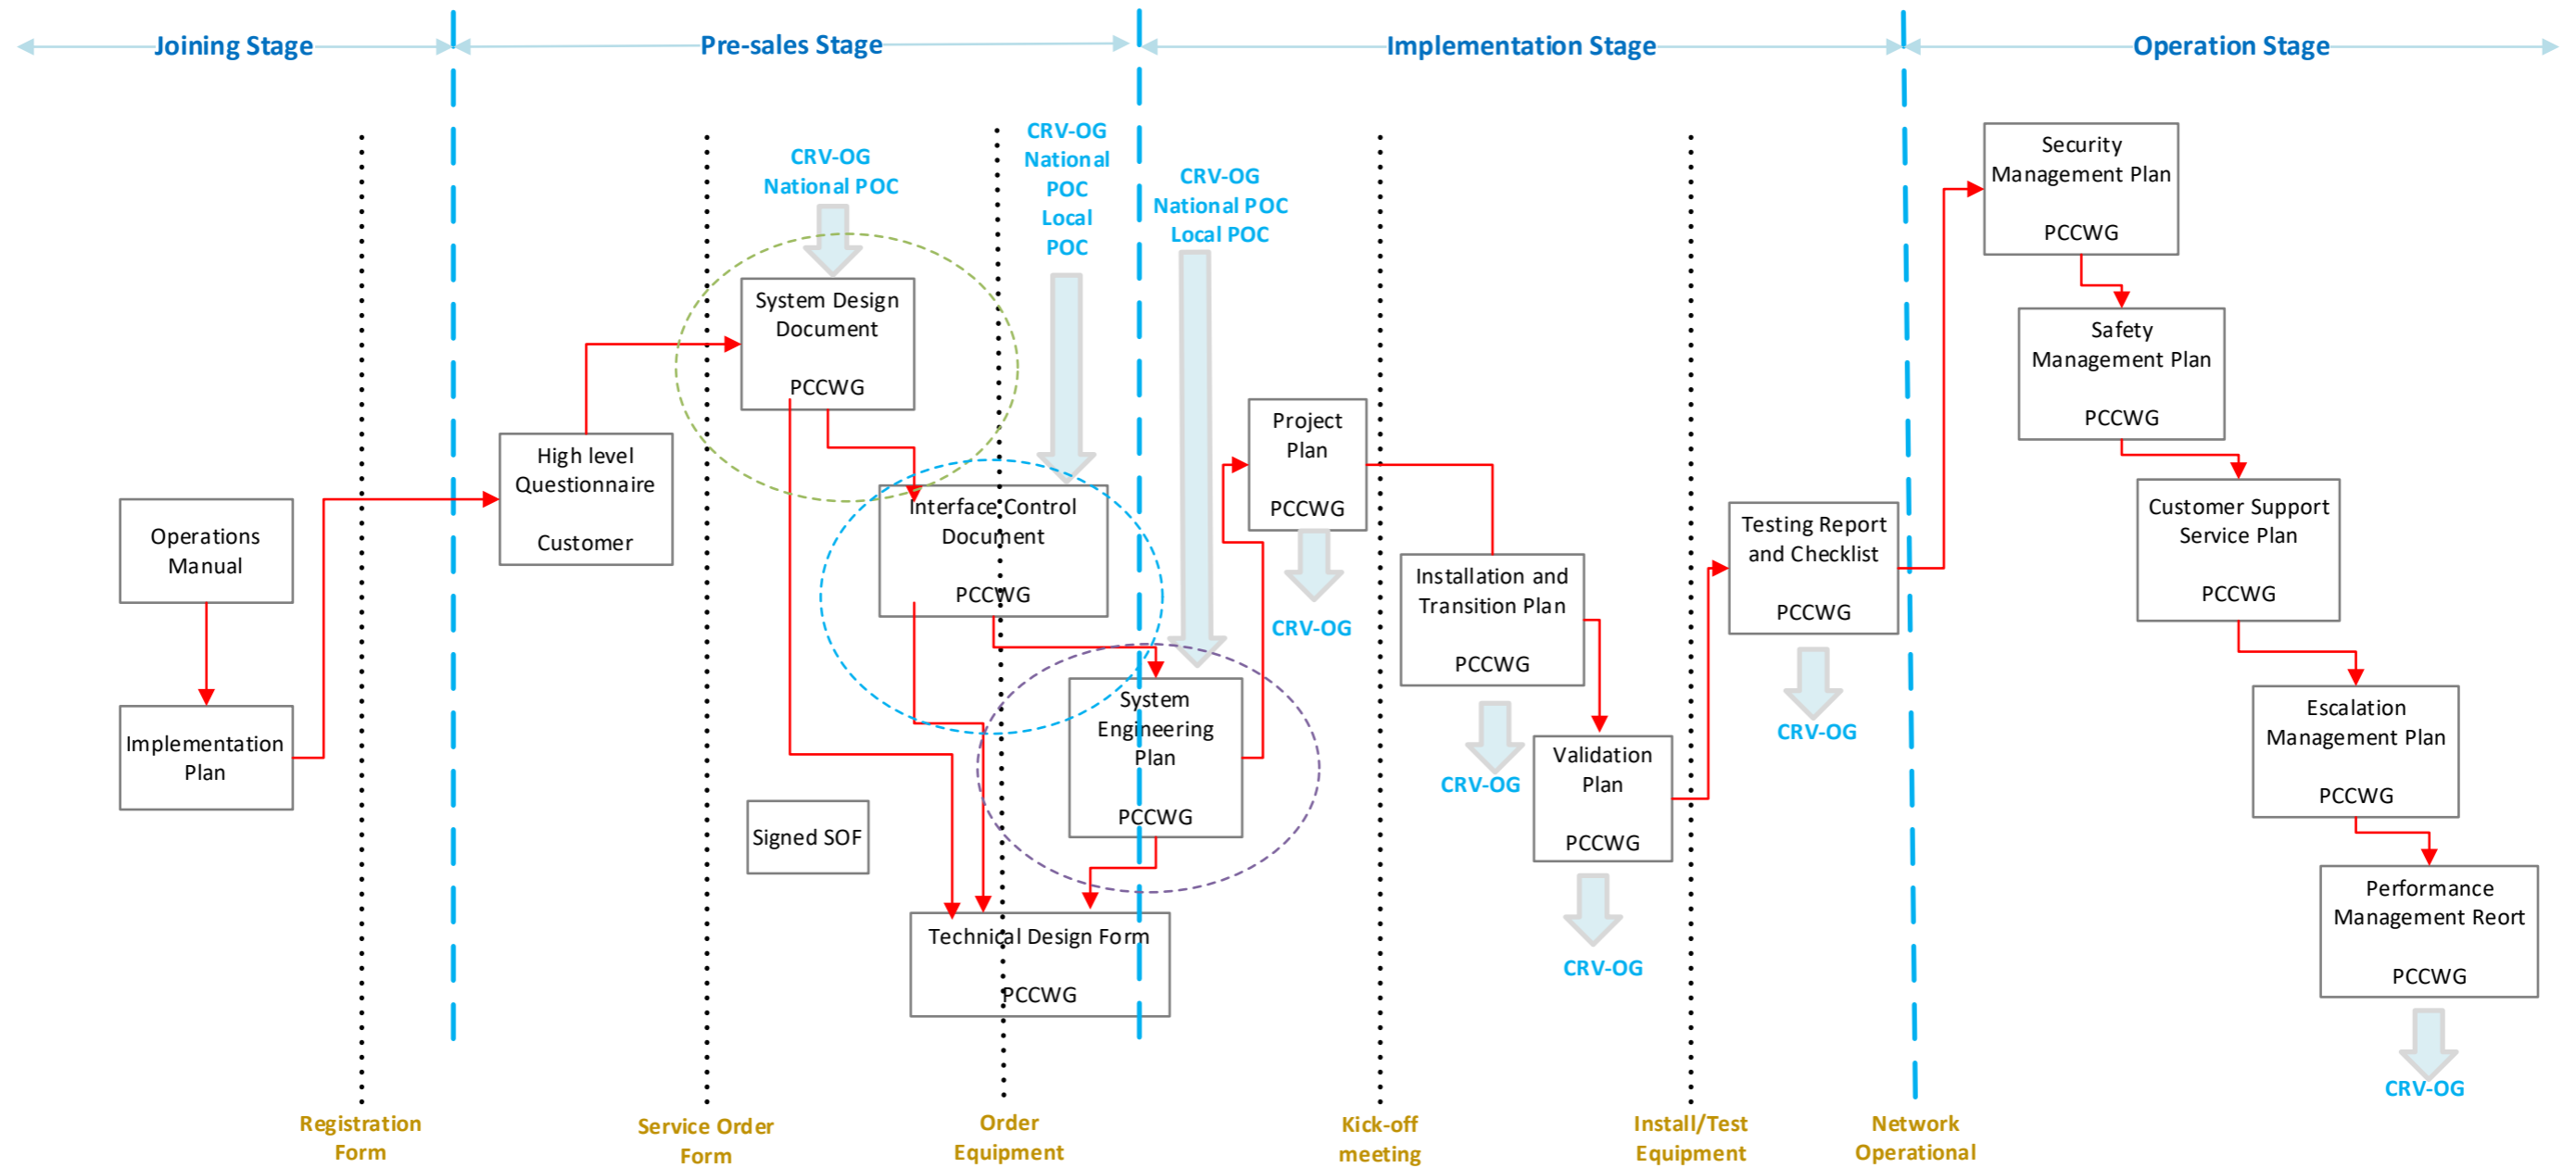 Joining Stage
Pre-sales Stage
Implementation Stage
Operation Stage
Operations
Manual
Implementation
Plan
High level
Questionnaire
Customer
CRV-OG
National POC
System Design
Document
PCCWG
CRV-OG
National
POC
Local
POC
Interface Control
Document
PCCWG
CRV-OG
National POC
Local POC
System
Engineering
Plan
PCCWG
Signed SOF
Technical Design Form
PCCWG
Project
Plan
PCCWG
CRV-OG
Installation and
Transition Plan
PCCWG
CRV-OG
Validation
Plan
PCCWG
CRV-OG
Testing Report
and Checklist
PCCWG
CRV-OG
Security
Management Plan
PCCWG
Safety
Management Plan
PCCWG
Customer Support
Service Plan
PCCWG
Escalation
Management Plan
PCCWG
Performance
Management Reort
PCCWG
CRV-OG
Registration
Form
Service Order
Form
Order
Equipment
Kick-off
meeting
Install/Test
Equipment
Network
Operational